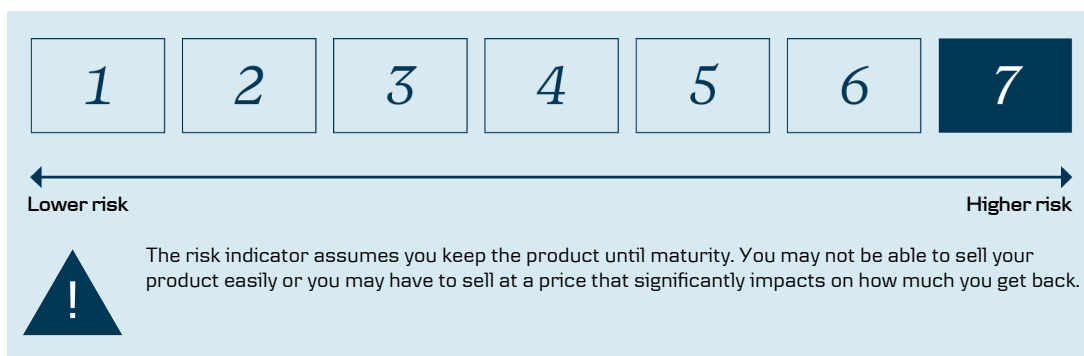 1 2 3 4 5 6 7
Lower risk Higher risk
The risk indicator assumes you keep the product until maturity. You may not be able to sell your
product easily or you may have to sell at a price that significantly impacts on how much you get back.
!